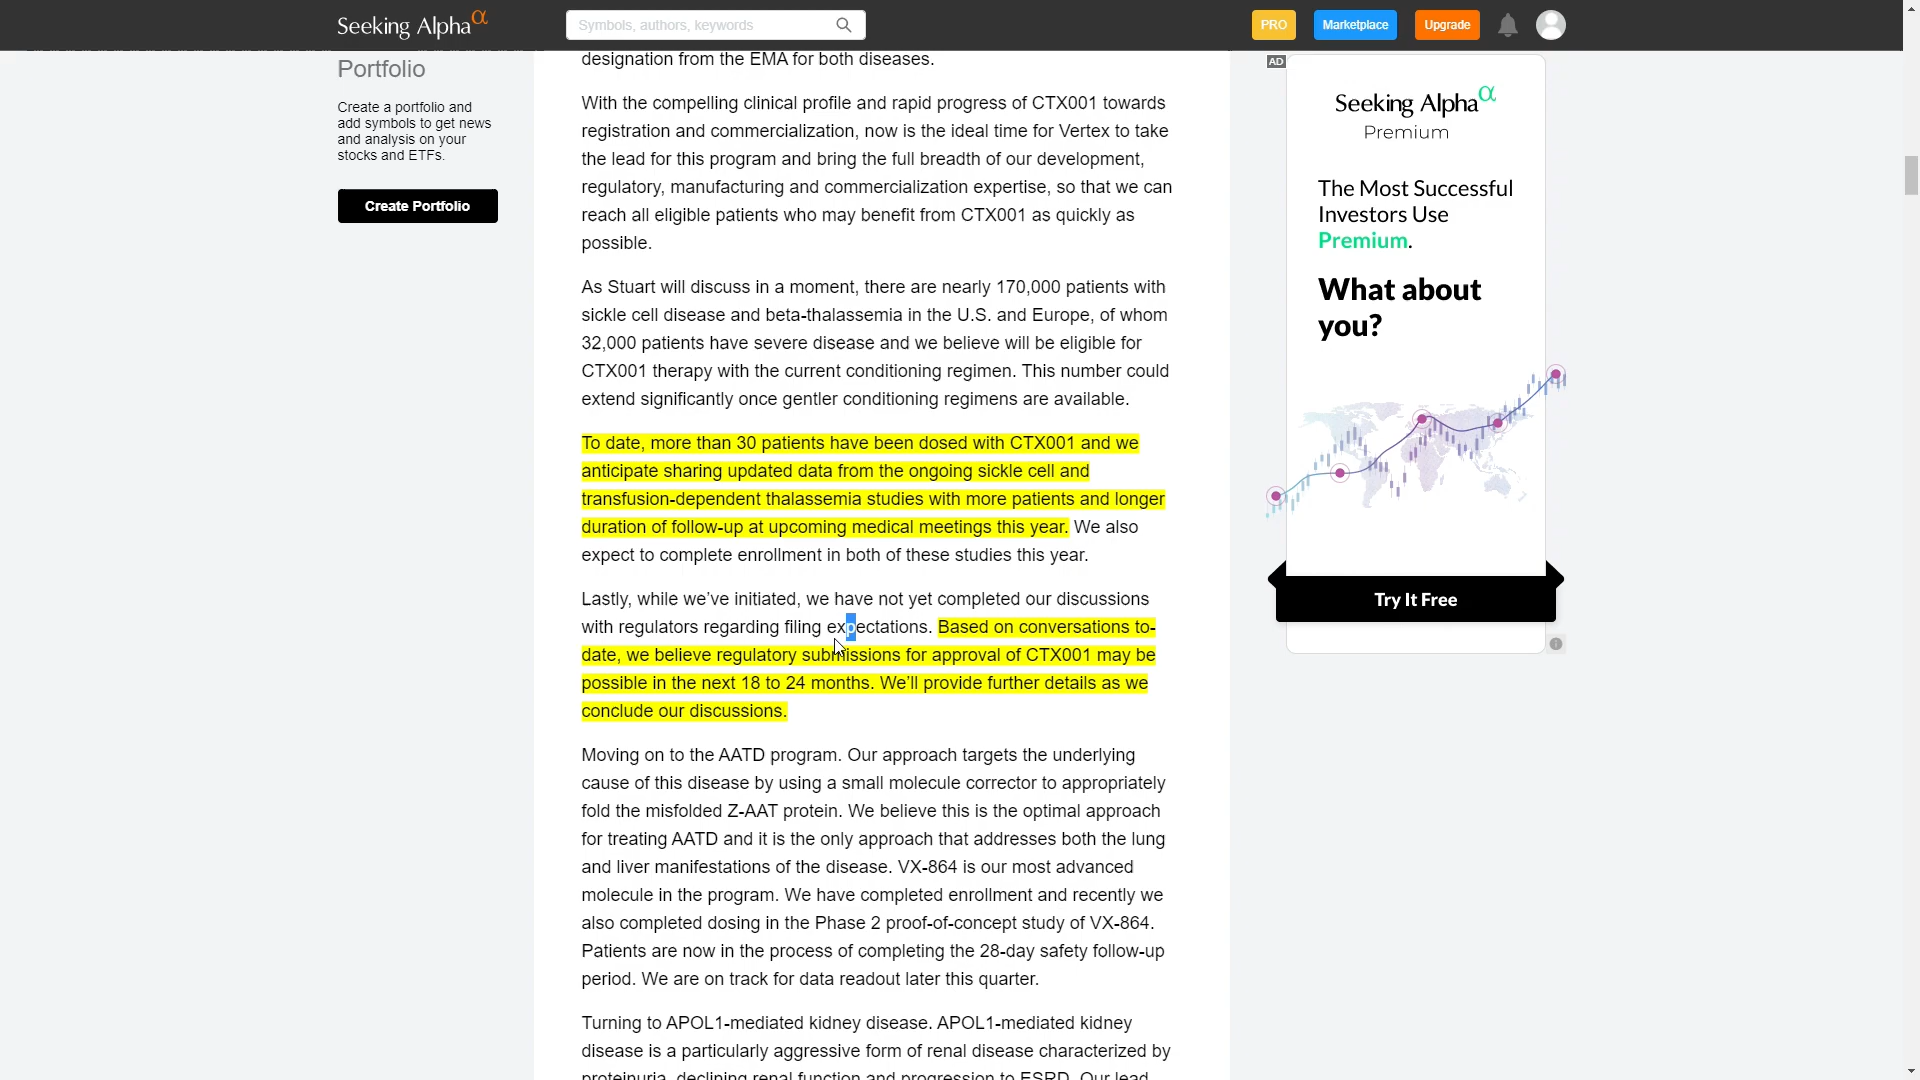 Seeking Alpha α
Symbols, authors, keywords
PRO
Marketplace
Upgrade
Portfolio
Create a portfolio and
add symbols to get news
and analysis on your
stocks and ETFs.
Create Portfolio
designation from the EMA for both diseases.
With the compelling clinical profile and rapid progress of CTX001 towards
registration and commercialization, now is the ideal time for Vertex to take
the lead for this program and bring the full breadth of our development,
regulatory, manufacturing and commercialization expertise, so that we can
reach all eligible patients who may benefit from CTX001 as quickly as
possible.
As Stuart will discuss in a moment, there are nearly 170,000 patients with
sickle cell disease and beta-thalassemia in the U.S. and Europe, of whom
32,000 patients have severe disease and we believe will be eligible for
CTX001 therapy with the current conditioning regimen. This number could
extend significantly once gentler conditioning regimens are available.
To date, more than 30 patients have been dosed with CTX001 and we
anticipate sharing updated data from the ongoing sickle cell and
transfusion-dependent thalassemia studies with more patients and longer
duration of follow-up at upcoming medical meetings this year. We also
expect to complete enrollment in both of these studies this year.
Lastly, while we've initiated, we have not yet completed our discussions
with regulators regarding filing expectations. Based on conversations to-
date, we believe regulatory submissions for approval of CTX001 may be
possible in the next 18 to 24 months. We'll provide further details as we
conclude our discussions.
Moving on to the AATD program. Our approach targets the underlying
cause of this disease by using a small molecule corrector to appropriately
fold the misfolded Z-AAT protein. We believe this is the optimal approach
for treating AATD and it is the only approach that addresses both the lung
and liver manifestations of the disease. VX-864 is our most advanced
molecule in the program. We have completed enrollment and recently we
also completed dosing in the Phase 2 proof-of-concept study of VX-864.
Patients are now in the process of completing the 28-day safety follow-up
period. We are on track for data readout later this quarter.
Turning to APOL1-mediated kidney disease. APOL1-mediated kidney
disease is a particularly aggressive form of renal disease characterized by
proteinuria, declining renal function and progression to ESRD. Our lead
AD
Seeking Alpha α
Premium
The Most Successful
Investors Use
Premium.
What about
you?
Try It Free